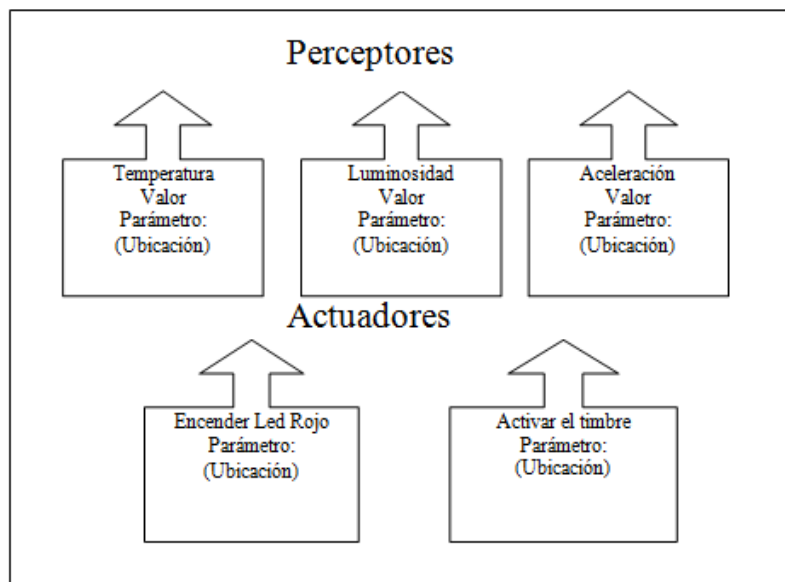 Perceptores
Temperatura
Valor
Parámetro:
(Ubicación)
Luminosidad
Valor
Parámetro:
(Ubicación)
Aceleración
Valor
Parámetro:
(Ubicación)
Actuadores
Encender Led Rojo
Parámetro:
(Ubicación)
Activar el timbre
Parámetro:
(Ubicación)